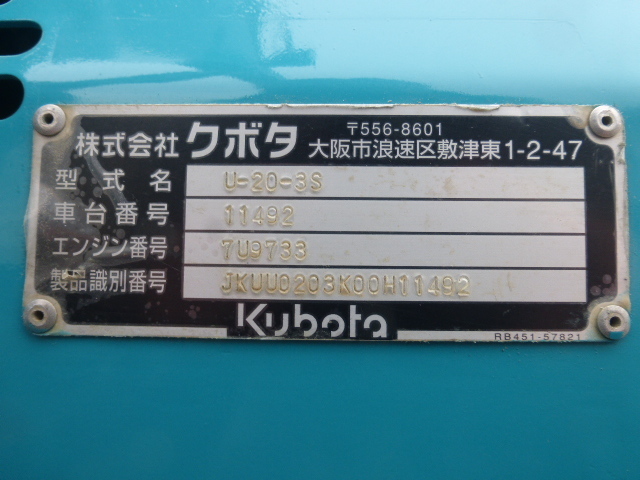 株式会社 クボタ 〒556-8601
大阪市浪速区敷津東1-2-47
型式名 U-20-3S
車台番号 11492
エンジン番号 7U9733
製品識別番号 JKUU0203K00H11492
Kubota
RB451-57821